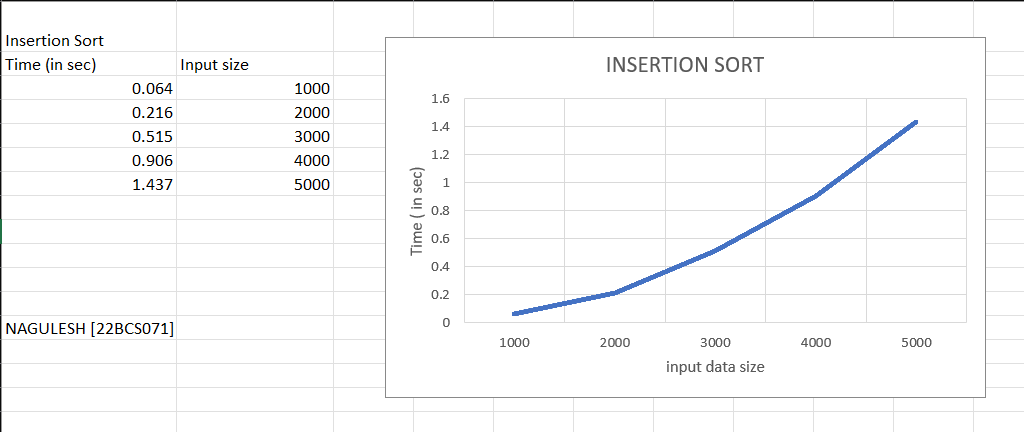 Insertion Sort
Time (in sec) Input size
0.064 1000
0.216 2000
0.515 3000
0.906 4000
1.437 5000
NAGULESH [22BCS071]
INSERTION SORT
1.6
1.4
1.2
1
0.8
0.6
0.4
0.2
0
Time ( in sec)
1000 2000 3000 4000 5000
input data size